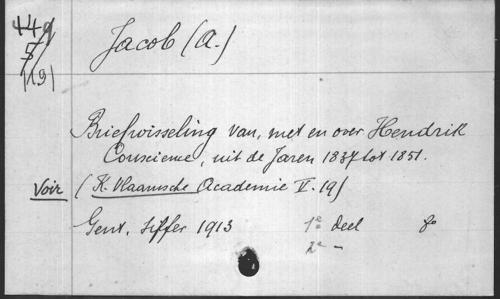 449
5/
(19)
Jacob (A.)
Briefwisseling van, met en over Hendrik
Conscience, uit de Jaren 1837 tot 1851.
Voir (K. Vlaamsche Academie V. 19)
Gent, Siffer 1913 1e deel 8o
2e -